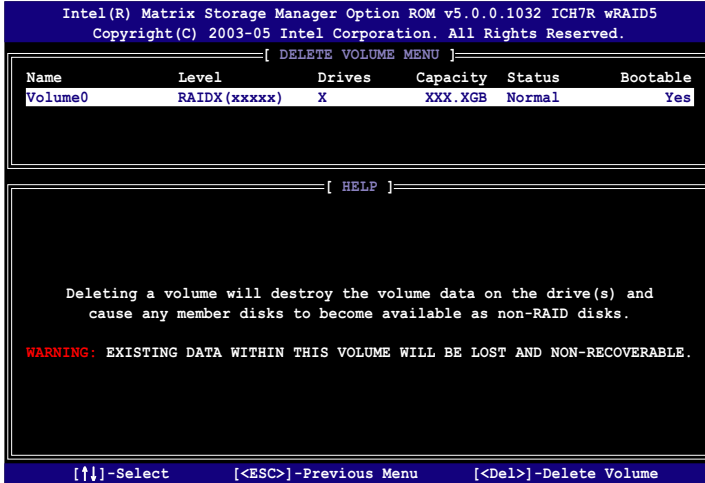 Intel(R) Matrix Storage Manager Option ROM v5.0.0.1032 ICH7R wRAID5
Copyright(C) 2003-05 Intel Corporation. All Rights Reserved.
[ DELETE VOLUME MENU ]
Name Level Drives Capacity Status Bootable
Volume0 RAIDX(xxxxx) X XXX.XGB Normal Yes
[ HELP ]
Deleting a volume will destroy the volume data on the drive(s) and
cause any member disks to become available as non-RAID disks.
WARNING: EXISTING DATA WITHIN THIS VOLUME WILL BE LOST AND NON-RECOVERABLE.
[↑↓]-Select [<ESC>]-Previous Menu [<Del>]-Delete Volume